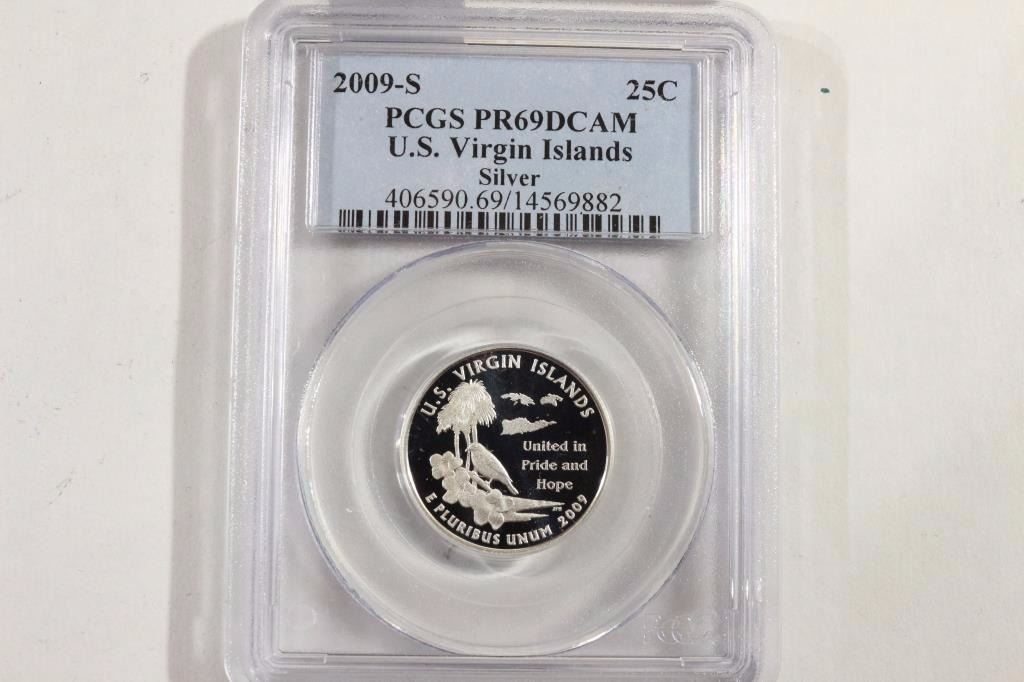 2009-S 25C
PCGS PR69DCAM
U.S. Virgin Islands
Silver
406590.69/14569882
U.S. VIRGIN ISLANDS
United in
Pride and
Hope
E PLURIBUS UNUM 2009